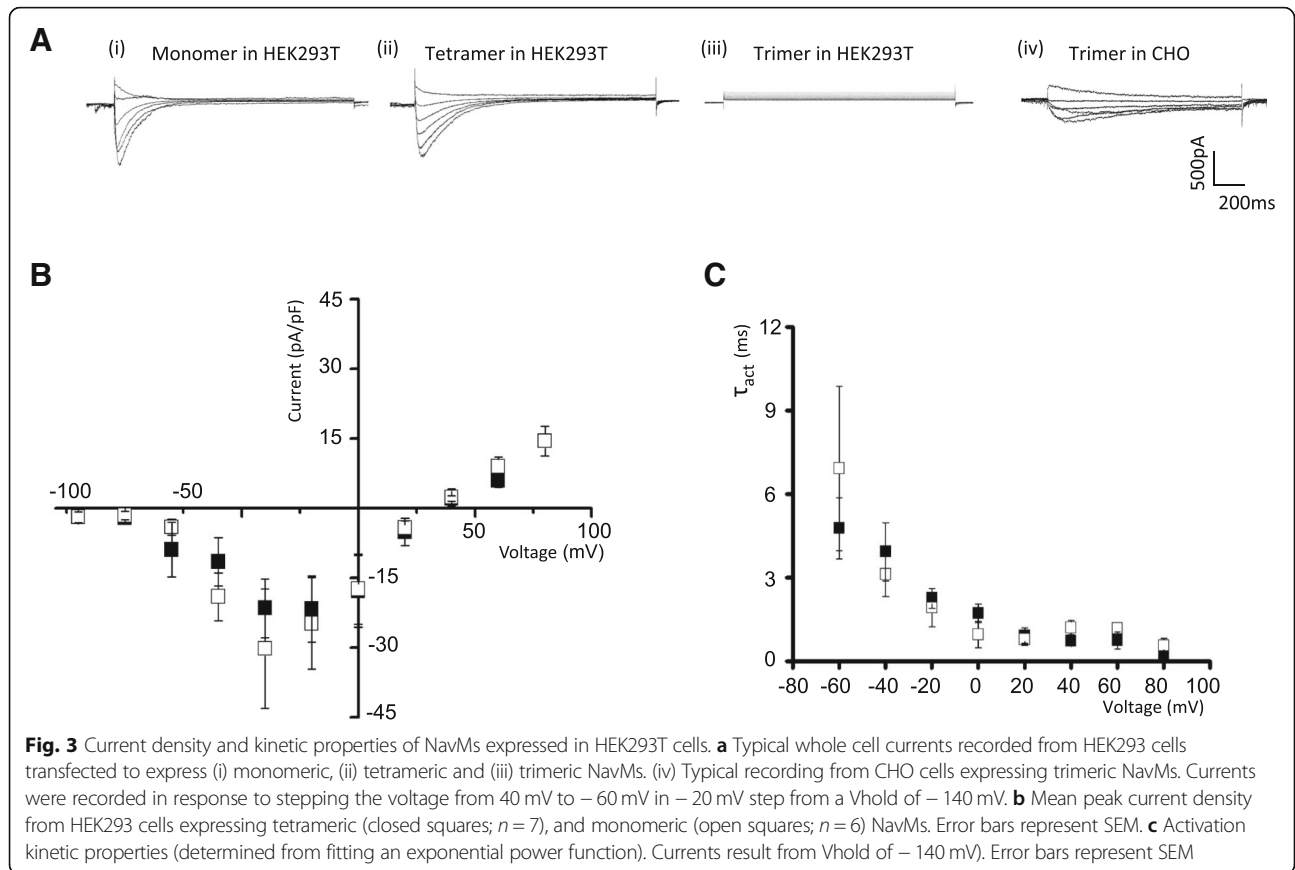 A
(i) Monomer in HEK293T
(ii) Tetramer in HEK293T
(iii) Trimer in HEK293T
(iv) Trimer in CHO
500pA
200ms
B
Current (pA/pF)
45
30
15
-100
-50
50
100
Voltage (mV)
-15
-30
-45
C
τact (ms)
12
9
6
3
0
-80 -60 -40 -20 0 20 40 60 80 100
Voltage (mV)
Fig. 3 Current density and kinetic properties of NavMs expressed in HEK293T cells. a Typical whole cell currents recorded from HEK293 cells
transfected to express (i) monomeric, (ii) tetrameric and (iii) trimeric NavMs. (iv) Typical recording from CHO cells expressing trimeric NavMs. Currents
were recorded in response to stepping the voltage from 40 mV to − 60 mV in − 20 mV step from a Vhold of − 140 mV. b Mean peak current density
from HEK293 cells expressing tetrameric (closed squares; n = 7), and monomeric (open squares; n = 6) NavMs. Error bars represent SEM. c Activation
kinetic properties (determined from fitting an exponential power function). Currents result from Vhold of − 140 mV). Error bars represent SEM